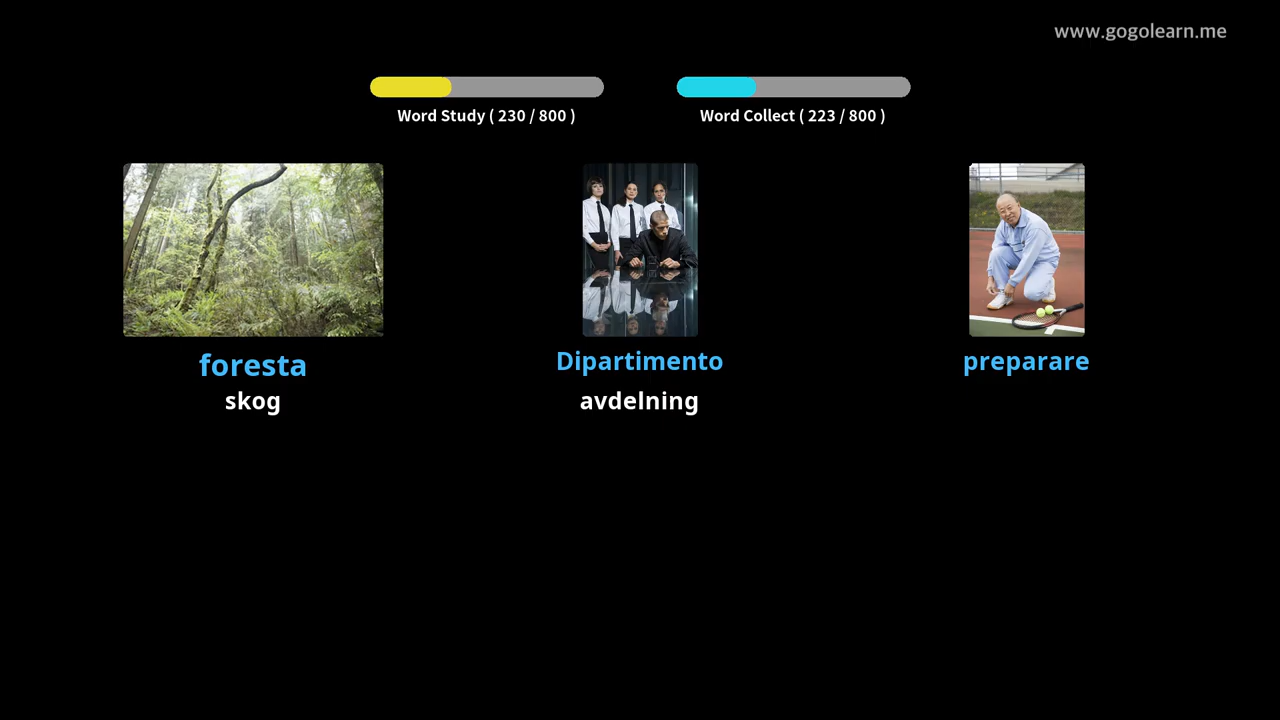 www.gogolearn.me
Word Study ( 230 / 800 )
Word Collect ( 223 / 800 )
foresta
skog
Dipartimento
avdelning
preparare